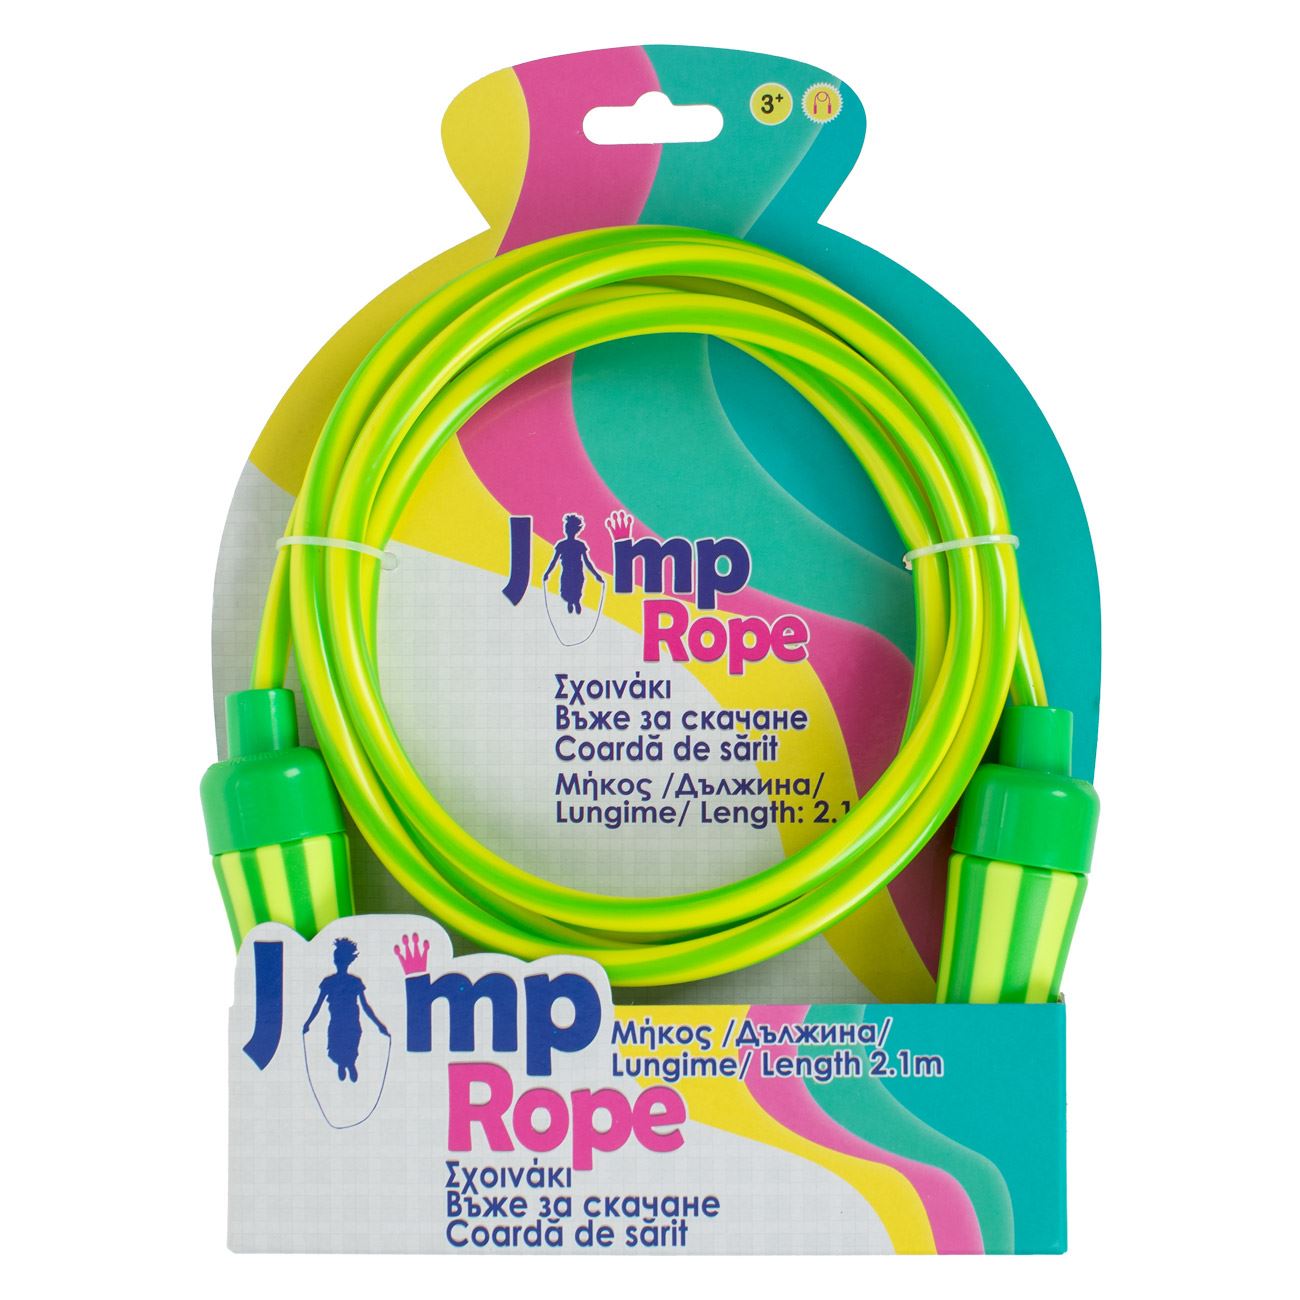 3+
Jump
Rope
Σχοινάκι
Въже за скачане
Coardă de sărit
Μήκος /Дължина/
Lungime/ Length: 2.1
Jump
Rope
Μήκος /Дължина/
Lungime/ Length 2.1m
Σχοινάκι
Въже за скачане
Coardă de sărit